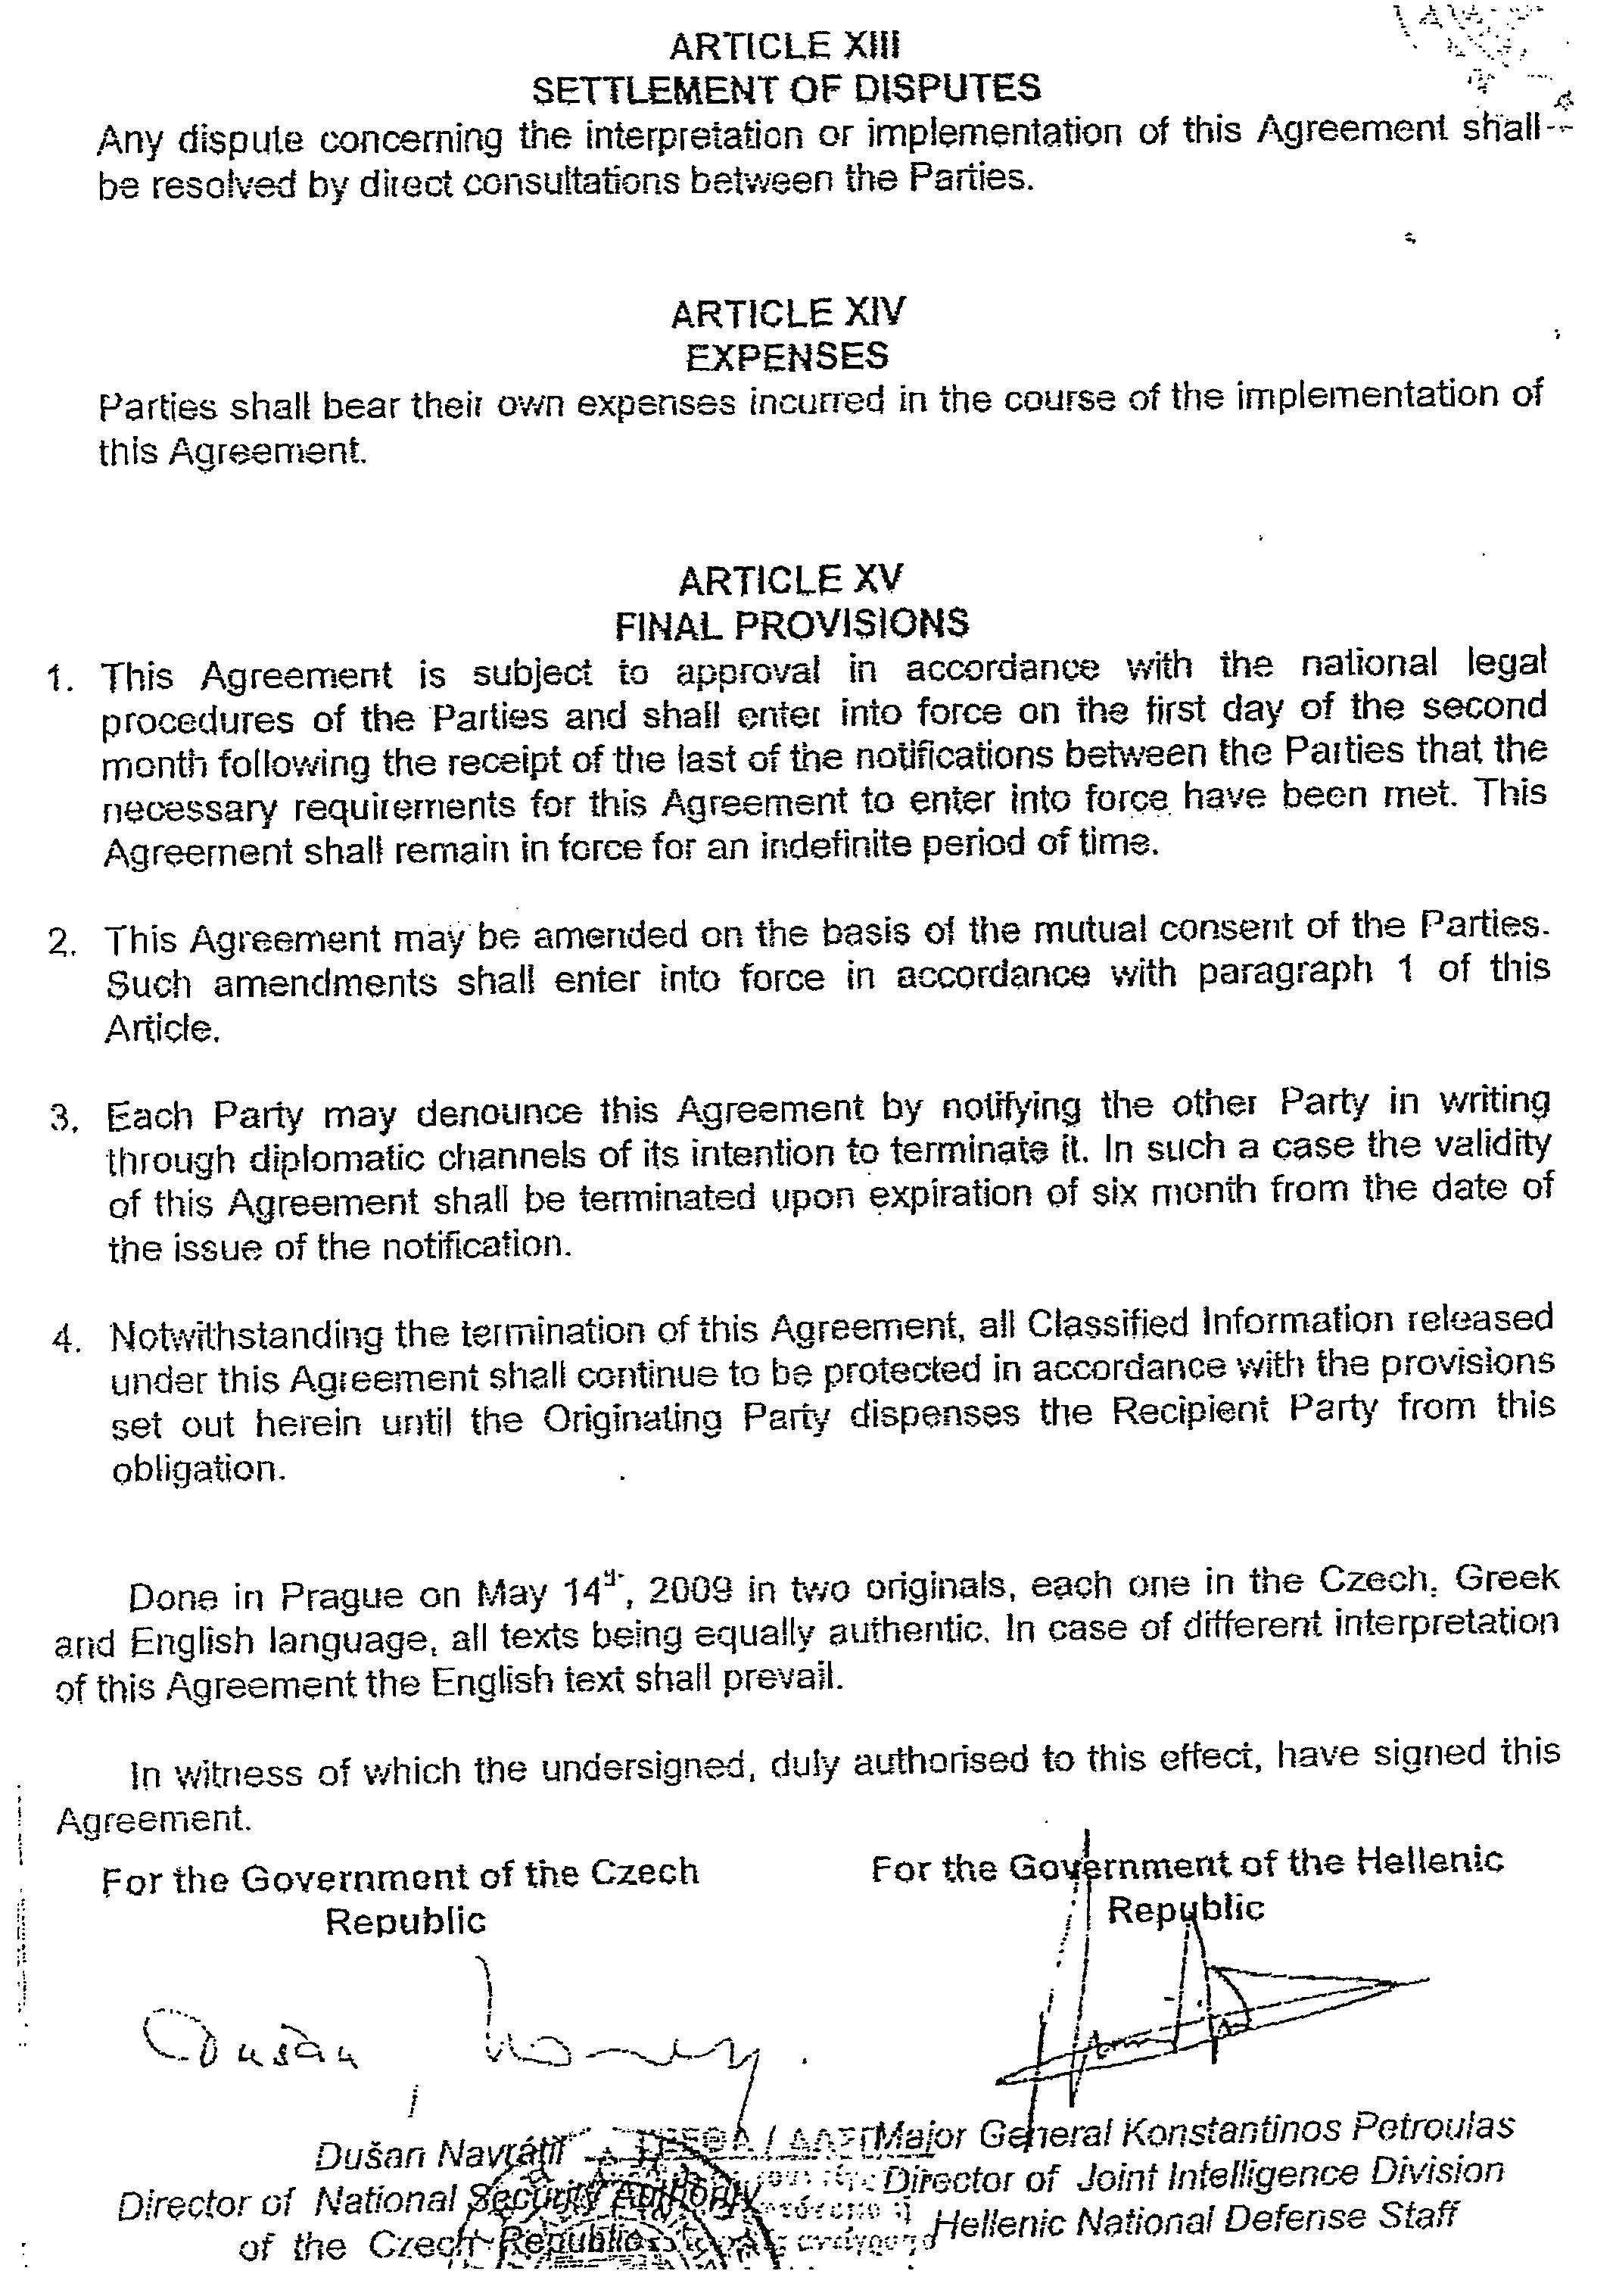 ARTICLE XIII
SETTLEMENT OF DISPUTES
Any dispute concerning the interpretation or implementation of this Agreement shall
be resolved by direct consultations between the Parties.
ARTICLE XIV
EXPENSES
Parties shall bear their own expenses incurred in the course of the implementation of
this Agreement.
ARTICLE XV
FINAL PROVISIONS
1. This Agreement is subject to approval in accordance with the national legal
procedures of the Parties and shall enter into force on the first day of the second
month following the receipt of the last of the notifications between the Parties that the
necessary requirements for this Agreement to enter into force have been met. This
Agreement shall remain in force for an indefinite period of time.
2. This Agreement may be amended on the basis of the mutual consent of the Parties.
Such amendments shall enter into force in accordance with paragraph 1 of this
Article.
3. Each Party may denounce this Agreement by notifying the other Party in writing
through diplomatic channels of its intention to terminate it. In such a case the validity
of this Agreement shall be terminated upon expiration of six month from the date of
the issue of the notification.
4. Notwithstanding the termination of this Agreement, all Classified Information released
under this Agreement shall continue to be protected in accordance with the provisions
set out herein until the Originating Party dispenses the Recipient Party from this
obligation.
Done in Prague on May 14th, 2009 in two originals, each one in the Czech, Greek
and English language, all texts being equally authentic. In case of different interpretation
of this Agreement the English text shall prevail.
In witness of which the undersigned, duly authorised to this effect, have signed this
Agreement.
For the Government of the Czech
Republic
For the Government of the Hellenic
Republic
Dušan
Dušan Navrátil
Director of National Security Authority
of the Czech Republic
Major General Konstantinos Petroulas
Director of Joint Intelligence Division
Hellenic National Defense Staff